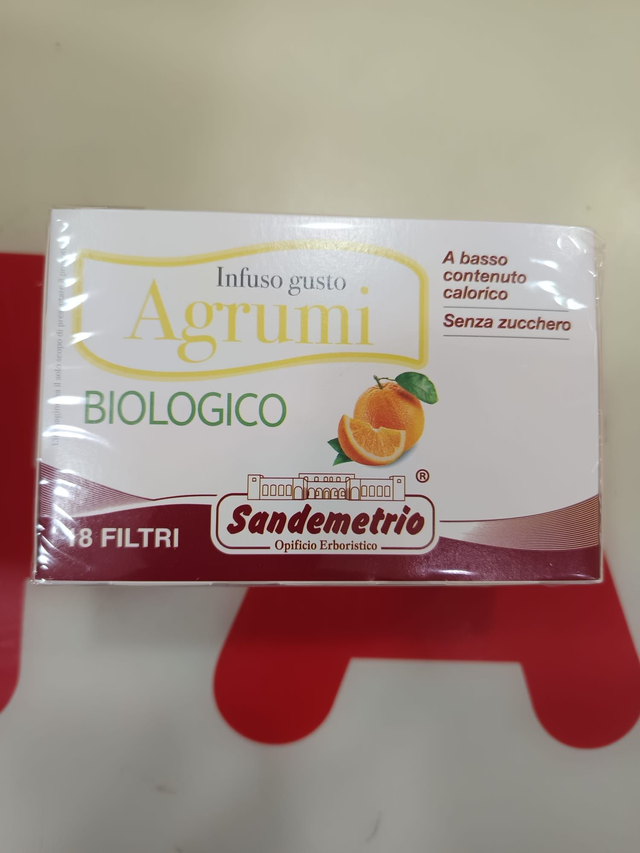 Infuso gusto
Agrumi
BIOLOGICO
A basso
contenuto
calorico
Senza zucchero
18 FILTRI
Sandemetrio
®
Opificio Erboristico